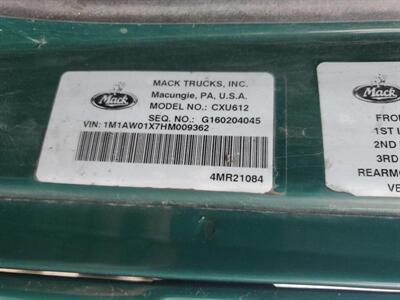 Mack
MACK TRUCKS, INC.
Macungie, PA, U.S.A.
MODEL NO.: CXU612
SEQ. NO.: G160204045
VIN: 1M1AW01X7HM009362
4MR21084
Mack
FRO
1ST
2ND
3RD
REARMO
VE